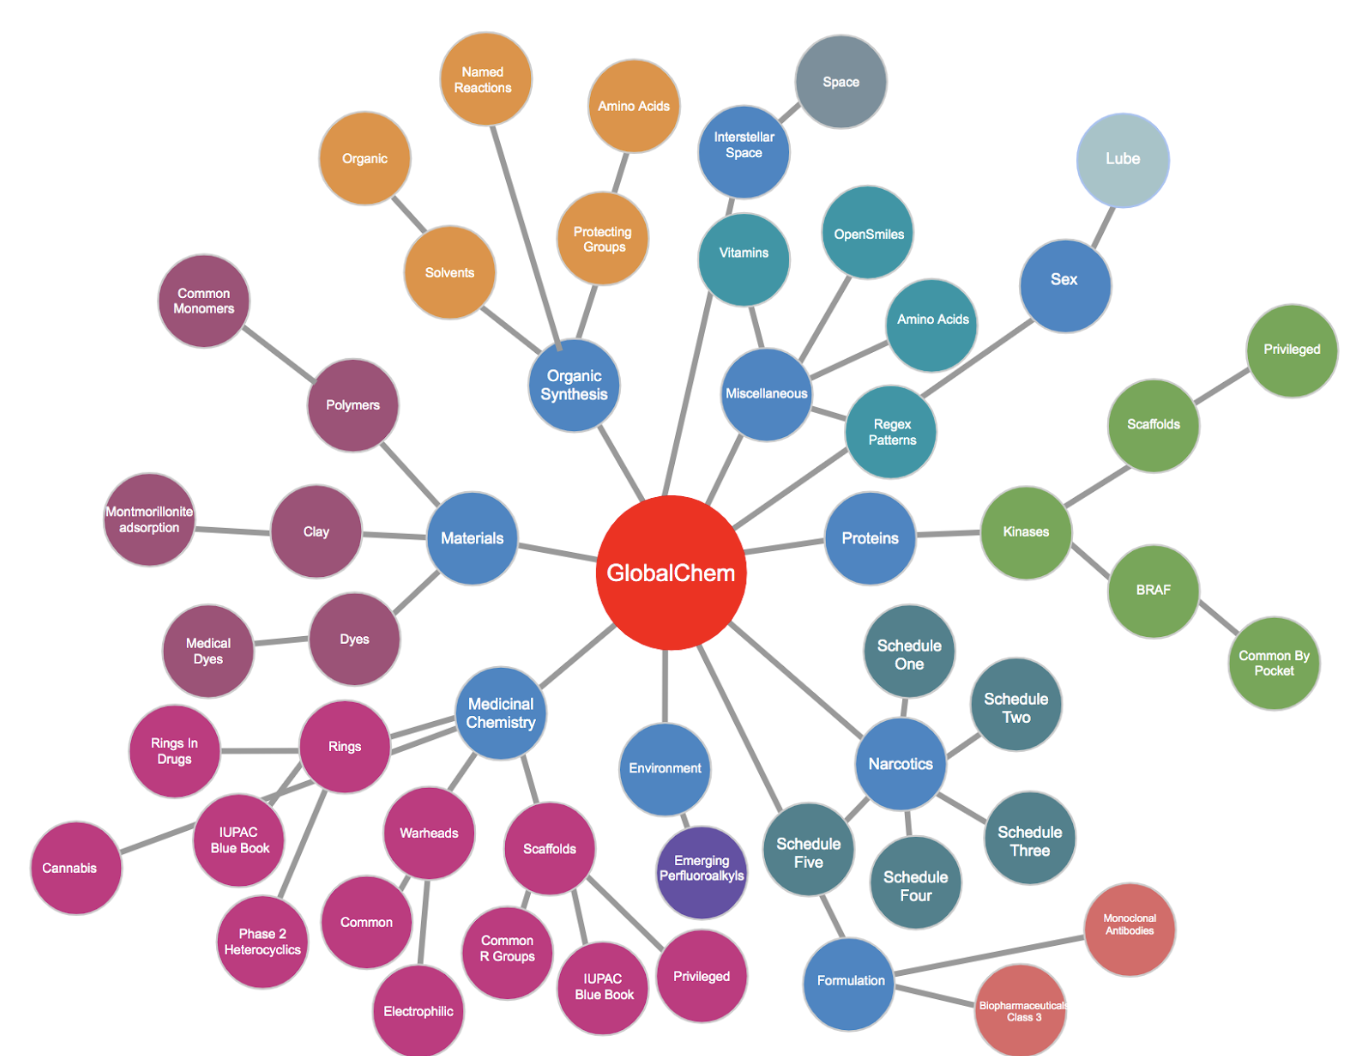 Named
Reactions
Space
Amino Acids
Interstellar
Space
Organic
Lube
Protecting
Groups
OpenSmiles
Vitamins
Solvents
Sex
Common
Monomers
Amino Acids
Privileged
Organic
Synthesis
Miscellaneous
Polymers
Regex
Patterns
Scaffolds
Montmorillonite
adsorption
Clay
Materials
GlobalChem
Proteins
Kinases
BRAF
Medical
Dyes
Dyes
Schedule
One
Common By
Pocket
Medicinal
Chemistry
Schedule
Two
Rings In
Drugs
Rings
Environment
Narcotics
IUPAC
Blue Book
Warheads
Scaffolds
Schedule
Five
Schedule
Three
Cannabis
Emerging
Perfluoroalkyls
Schedule
Four
Phase 2
Heterocyclics
Common
Common
R Groups
Monoclonal
Antibodies
IUPAC
Blue Book
Privileged
Formulation
Electrophilic
Biopharmaceuticals
Class 3